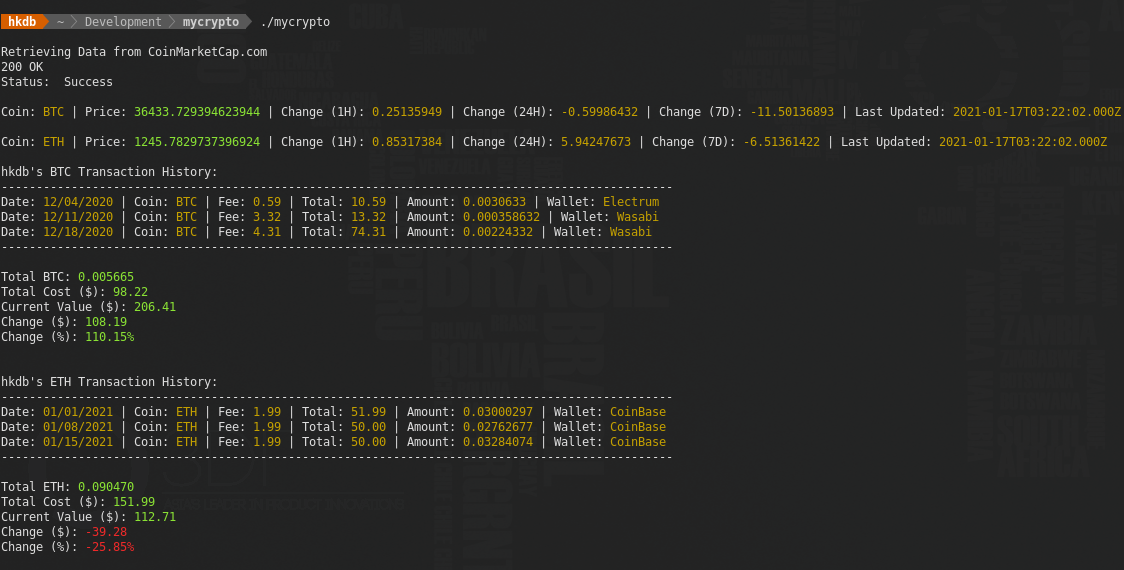 hkdb ~ Development mycrypto ./mycrypto
Retrieving Data from CoinMarketCap.com
200 OK
Status:  Success
Coin: BTC | Price: 36433.729394623944 | Change (1H): 0.25135949 | Change (24H): -0.59986432 | Change (7D): -11.50136893 | Last Updated: 2021-01-17T03:22:02.000Z
Coin: ETH | Price: 1245.7829737396924 | Change (1H): 0.85317384 | Change (24H): 5.94247673 | Change (7D): -6.51361422 | Last Updated: 2021-01-17T03:22:02.000Z
hkdb's BTC Transaction History:
------------------------------------------------------------------------------------------------
Date: 12/04/2020 | Coin: BTC | Fee: 0.59 | Total: 10.59 | Amount: 0.0030633 | Wallet: Electrum
Date: 12/11/2020 | Coin: BTC | Fee: 3.32 | Total: 13.32 | Amount: 0.000358632 | Wallet: Wasabi
Date: 12/18/2020 | Coin: BTC | Fee: 4.31 | Total: 74.31 | Amount: 0.00224332 | Wallet: Wasabi
------------------------------------------------------------------------------------------------
Total BTC: 0.005665
Total Cost ($): 98.22
Current Value ($): 206.41
Change ($): 108.19
Change (%): 110.15%
hkdb's ETH Transaction History:
------------------------------------------------------------------------------------------------
Date: 01/01/2021 | Coin: ETH | Fee: 1.99 | Total: 51.99 | Amount: 0.03000297 | Wallet: CoinBase
Date: 01/08/2021 | Coin: ETH | Fee: 1.99 | Total: 50.00 | Amount: 0.02762677 | Wallet: CoinBase
Date: 01/15/2021 | Coin: ETH | Fee: 1.99 | Total: 50.00 | Amount: 0.03284074 | Wallet: CoinBase
------------------------------------------------------------------------------------------------
Total ETH: 0.090470
Total Cost ($): 151.99
Current Value ($): 112.71
Change ($): -39.28
Change (%): -25.85%
BRASIL
BOLIVIA
ZAMBIA
AFRICA